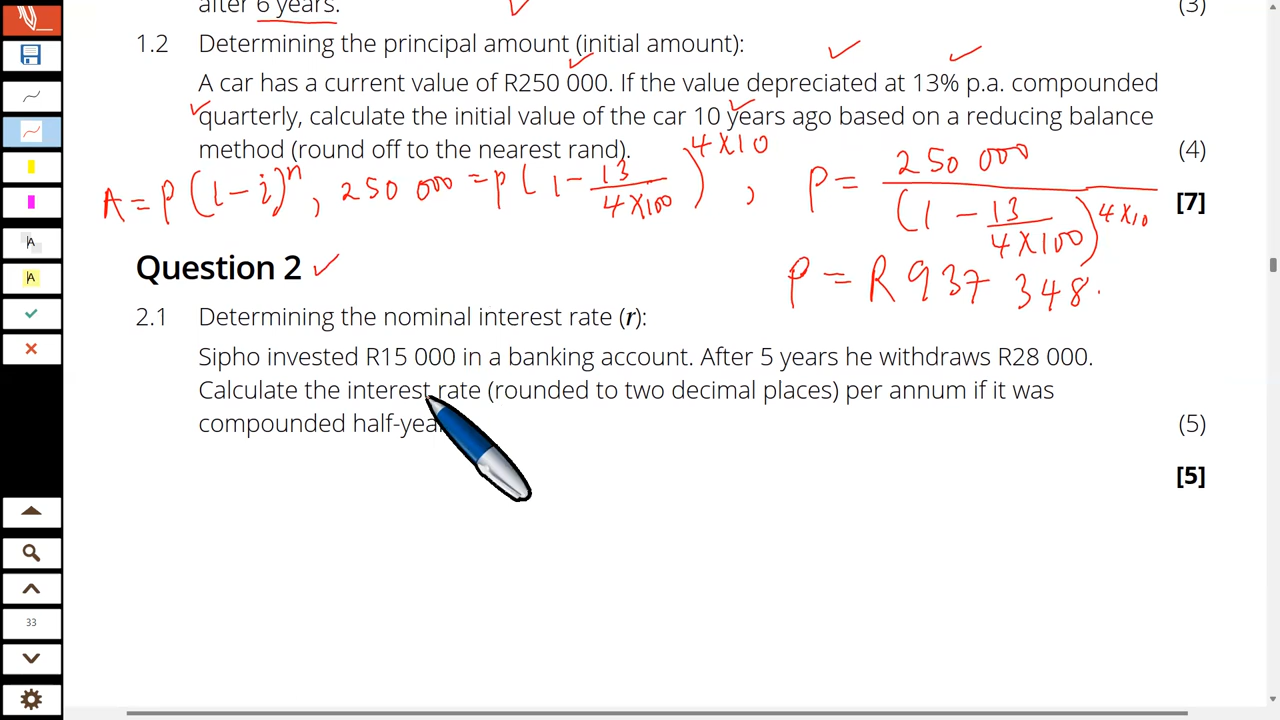 after 6 years.
(3)
1.2 Determining the principal amount (initial amount):
A car has a current value of R250 000. If the value depreciated at 13% p.a. compounded
quarterly, calculate the initial value of the car 10 years ago based on a reducing balance
method (round off to the nearest rand).
(4)
A = P(1 - i)^n, 250 000 = P(1 - 13/(4×100))^(4×10), P = 250 000/(1 - 13/(4×100))^(4×10)
[7]
P = R 937 348.
Question 2
2.1 Determining the nominal interest rate (r):
Sipho invested R15 000 in a banking account. After 5 years he withdraws R28 000.
Calculate the interest rate (rounded to two decimal places) per annum if it was
compounded half-yea
(5)
[5]
A
A
33